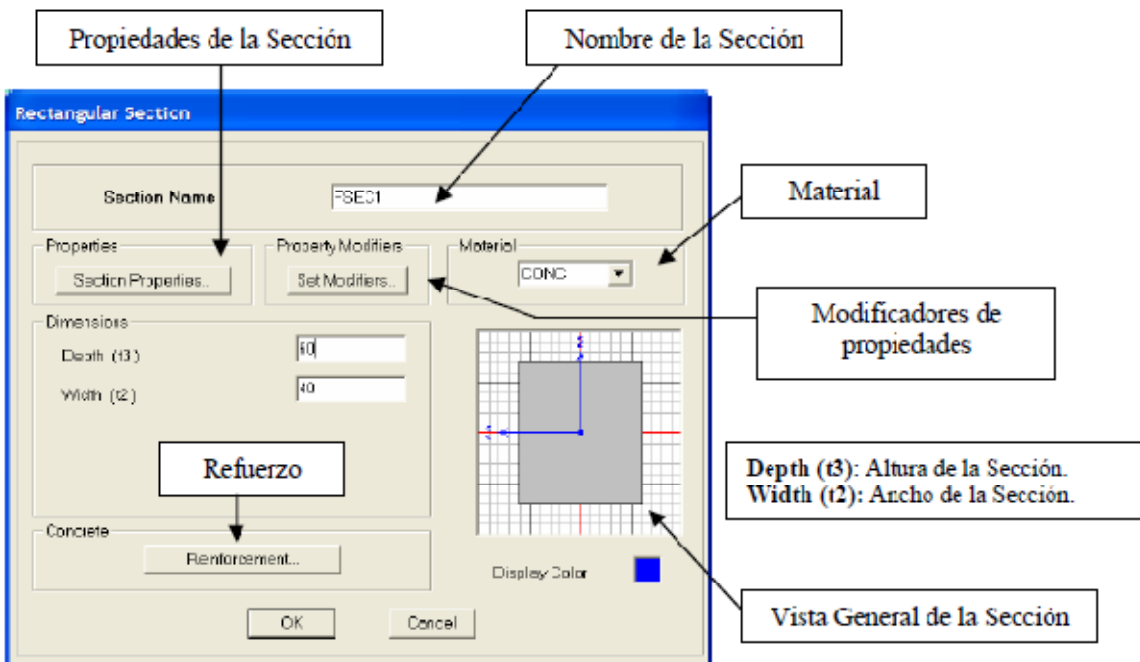 Propiedades de la Sección
Nombre de la Sección
Rectangular Section
Section Name
FSEC1
Material
Properties
Property Modifiers
Material
Section Properties..
Set Modifiers..
CONC
Modificadores de
propiedades
Dimensions
Depth (t3)
Width (t2)
40
Refuerzo
Depth (t3): Altura de la Sección.
Width (t2): Ancho de la Sección.
Concrete
Reinforcement...
Display Color
Vista General de la Sección
OK
Cancel